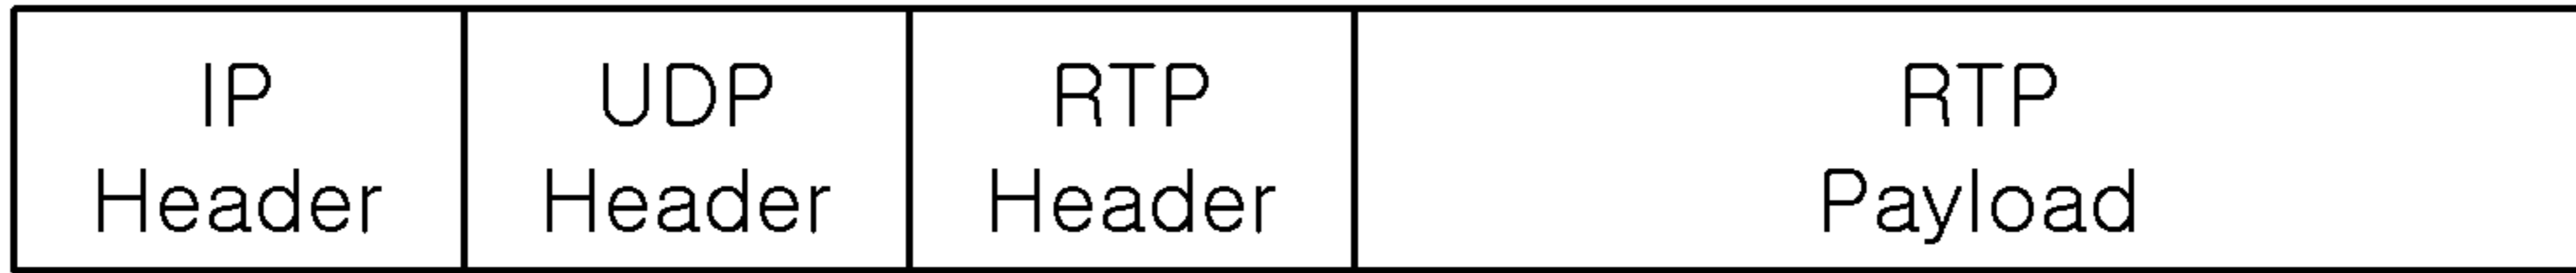 IP
Header
UDP
Header
RTP
Header
RTP
Payload